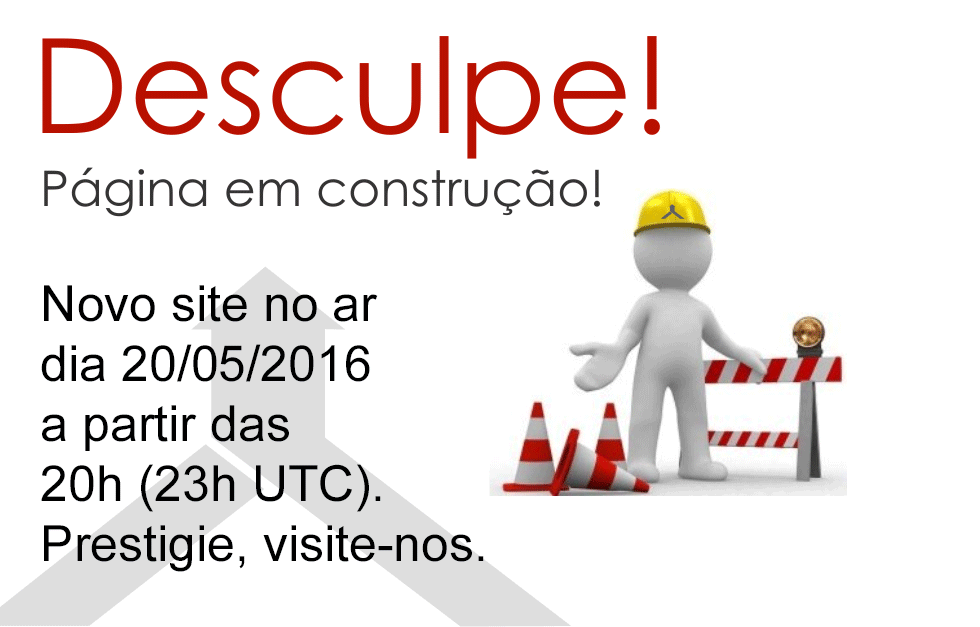 Desculpe!
Página em construção!
Novo site no ar
dia 20/05/2016
a partir das
20h (23h UTC).
Prestigie, visite-nos.